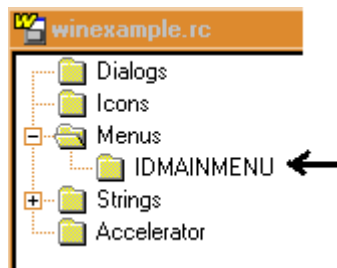 winexample.rc
Dialogs
Icons
Menus
IDMAINMENU
Strings
Accelerator